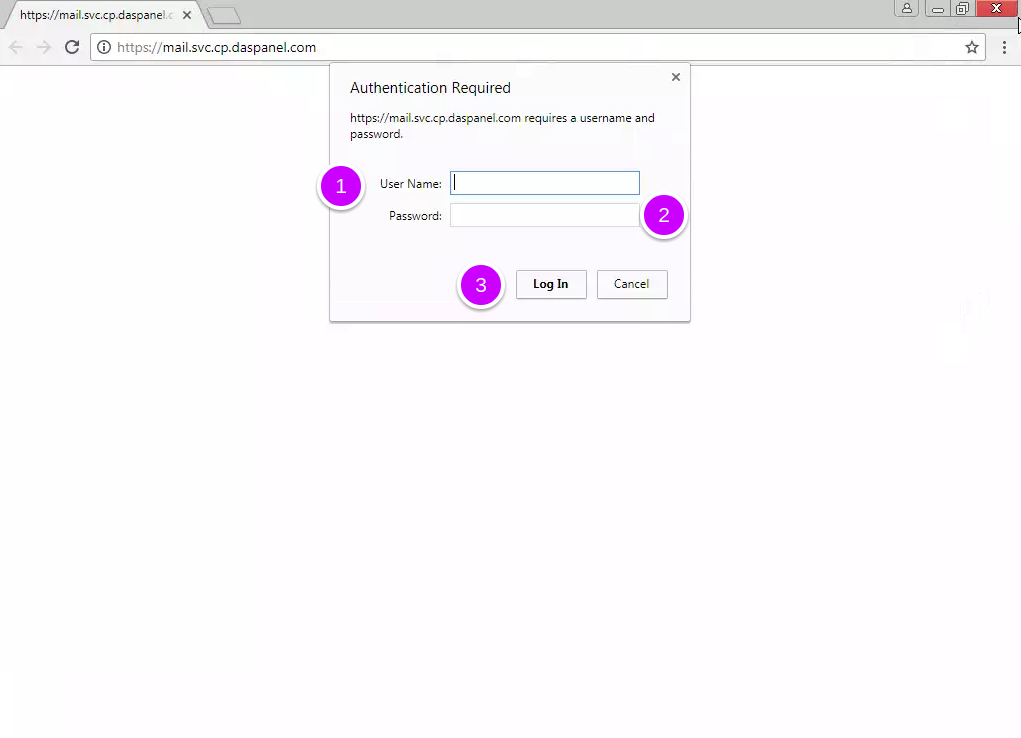 https://mail.svc.cp.daspanel.c
https://mail.svc.cp.daspanel.com
Authentication Required
https://mail.svc.cp.daspanel.com requires a username and
password.
1 User Name:
Password: 2
3 Log In Cancel